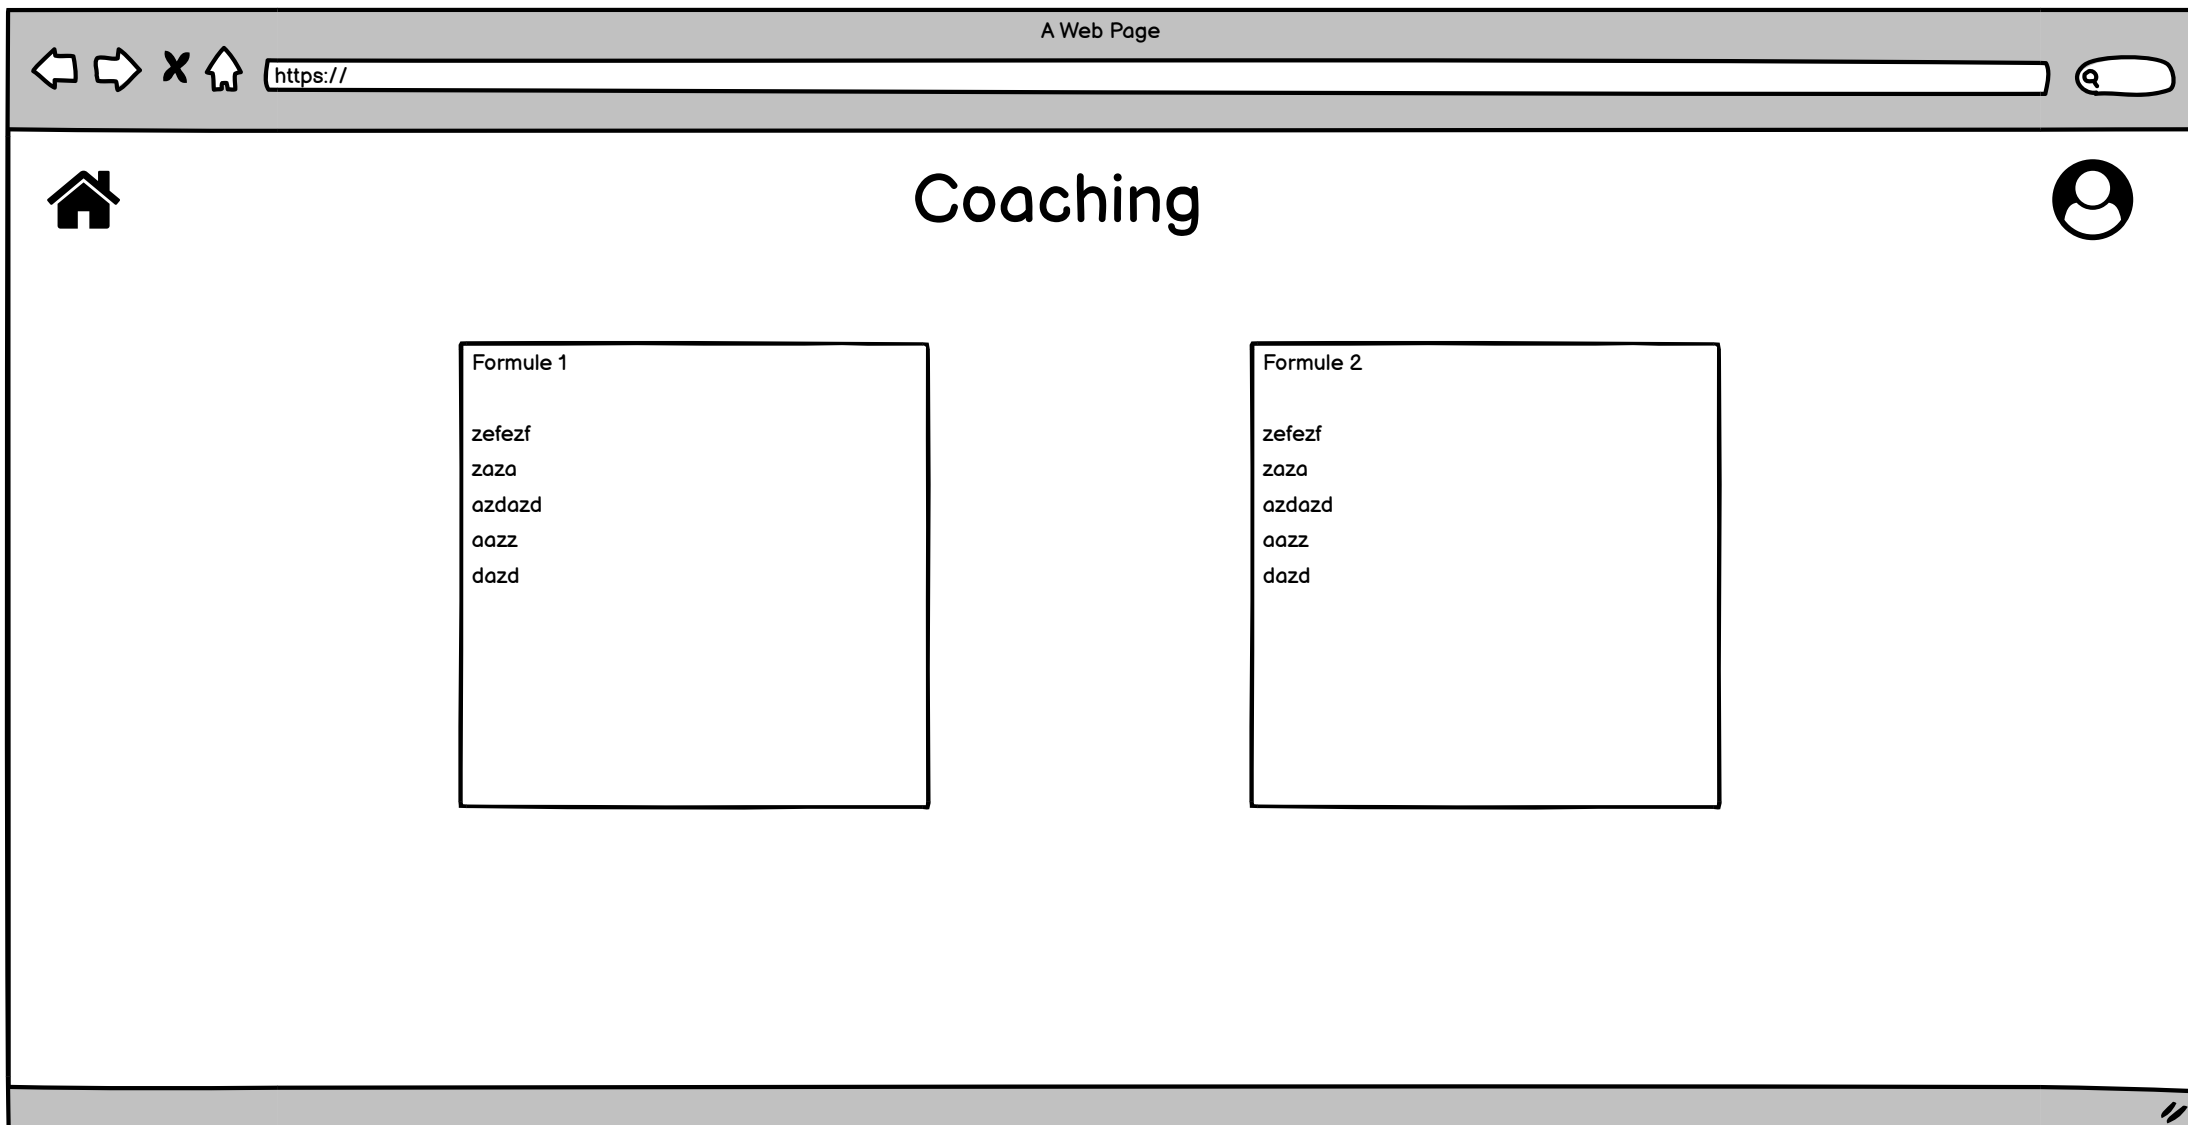 A Web Page
https://
Coaching
Formule 1
zefezf
zaza
azdazd
aazz
dazd
Formule 2
zefezf
zaza
azdazd
aazz
dazd